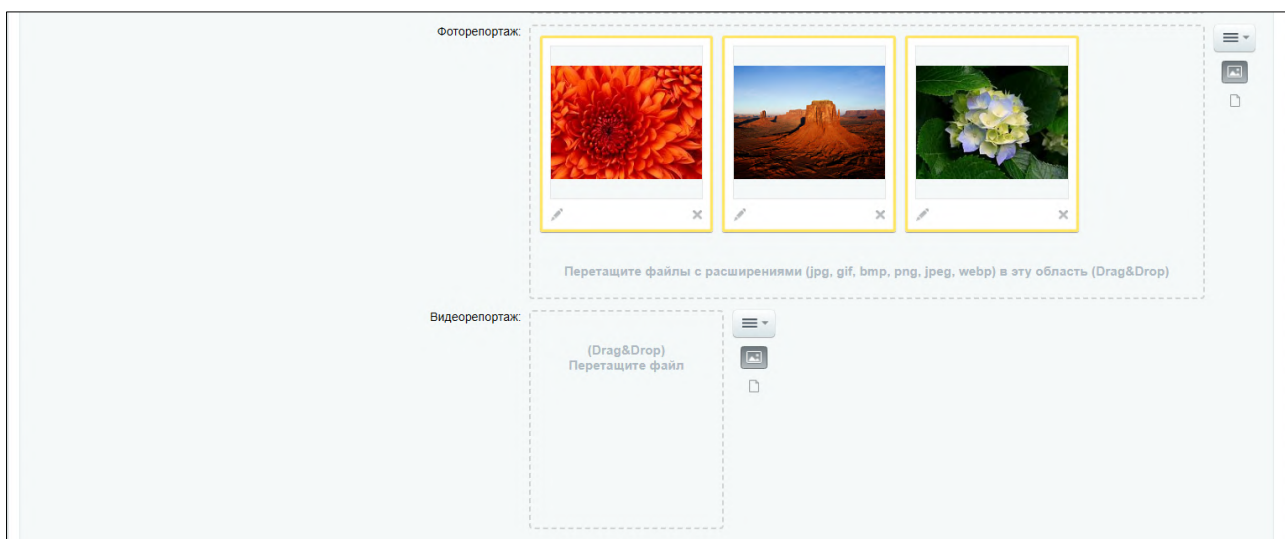 Фоторепортаж:
Перетащите файлы с расширениями (jpg, gif, bmp, png, jpeg, webp) в эту область (Drag&Drop)
Видеорепортаж:
(Drag&Drop)
Перетащите файл